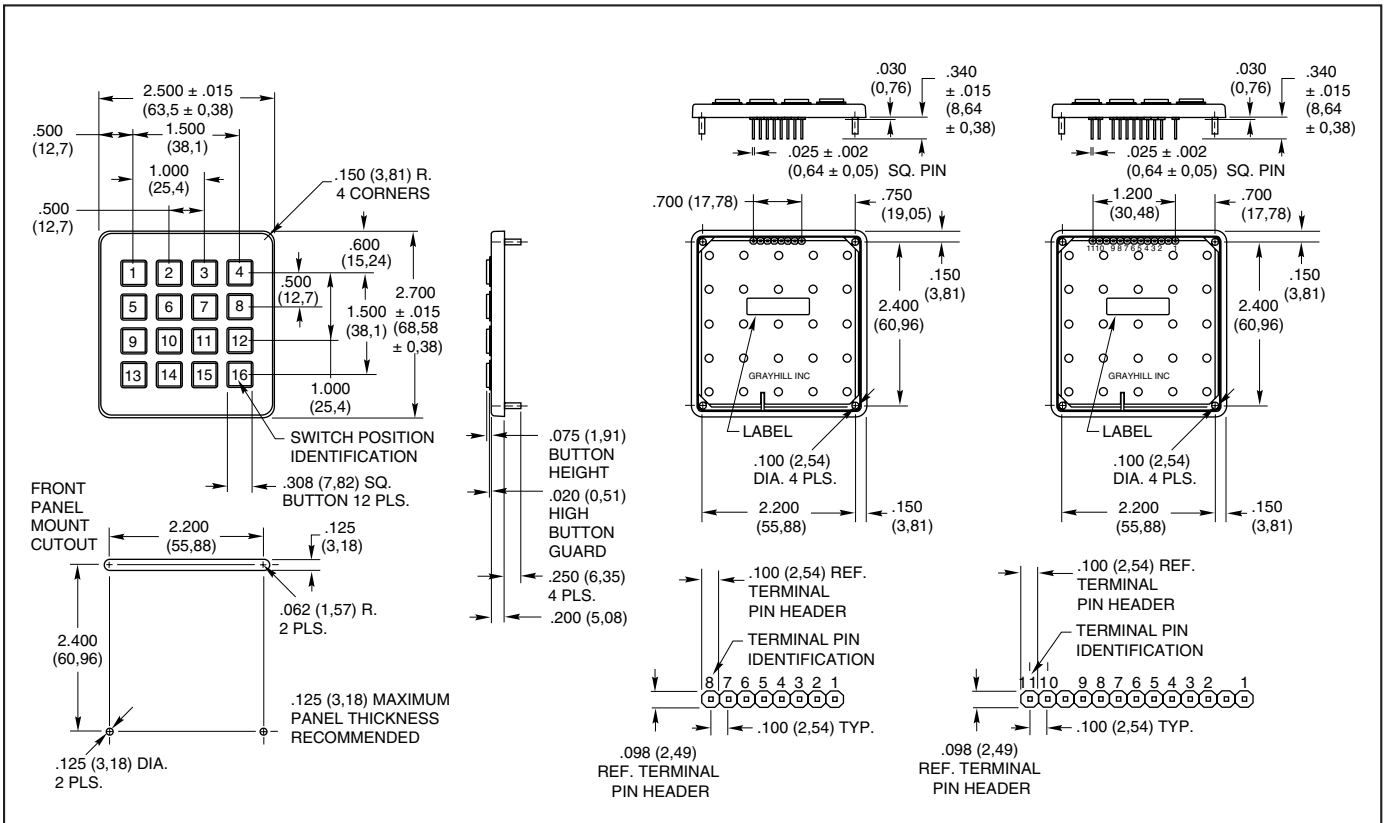 2.500 ± .015
(63,5 ± 0,38)
.500
(12,7)
1.500
(38,1)
1.000
(25,4)
.500
(12,7)
.150 (3,81) R.
4 CORNERS
.600
(15,24)
.500
(12,7)
1.500
(38,1)
2.700
± .015
(68,58
± 0,38)
1.000
(25,4)
1 2 3 4
5 6 7 8
9 10 11 12
13 14 15 16
SWITCH POSITION
IDENTIFICATION
.308 (7,82) SQ.
BUTTON 12 PLS.
FRONT
PANEL
MOUNT
CUTOUT
2.200
(55,88)
.125
(3,18)
.062 (1,57) R.
2 PLS.
2.400
(60,96)
.125 (3,18) MAXIMUM
PANEL THICKNESS
RECOMMENDED
.125 (3,18) DIA.
2 PLS.
.075 (1,91)
BUTTON
HEIGHT
.020 (0,51)
HIGH
BUTTON
GUARD
.250 (6,35)
4 PLS.
.200 (5,08)
.030
(0,76)
.340
± .015
(8,64
± 0,38)
.025 ± .002
(0,64 ± 0,05) SQ. PIN
.700 (17,78)
.750
(19,05)
.150
(3,81)
2.400
(60,96)
GRAYHILL INC
LABEL
.100 (2,54)
DIA. 4 PLS.
2.200
(55,88)
.150
(3,81)
.100 (2,54) REF.
TERMINAL
PIN HEADER
TERMINAL PIN
IDENTIFICATION
8 7 6 5 4 3 2 1
.100 (2,54) TYP.
.098 (2,49)
REF. TERMINAL
PIN HEADER
.030
(0,76)
.340
± .015
(8,64
± 0,38)
.025 ± .002
(0,64 ± 0,05) SQ. PIN
1.200
(30,48)
.700
(17,78)
.150
(3,81)
11 10 9 8 7 6 5 4 3 2 1
2.400
(60,96)
GRAYHILL INC
LABEL
.100 (2,54)
DIA. 4 PLS.
2.200
(55,88)
.150
(3,81)
.100 (2,54) REF.
TERMINAL
PIN HEADER
TERMINAL PIN
IDENTIFICATION
11 10 9 8 7 6 5 4 3 2 1
.100 (2,54) TYP.
.098 (2,49)
REF. TERMINAL
PIN HEADER